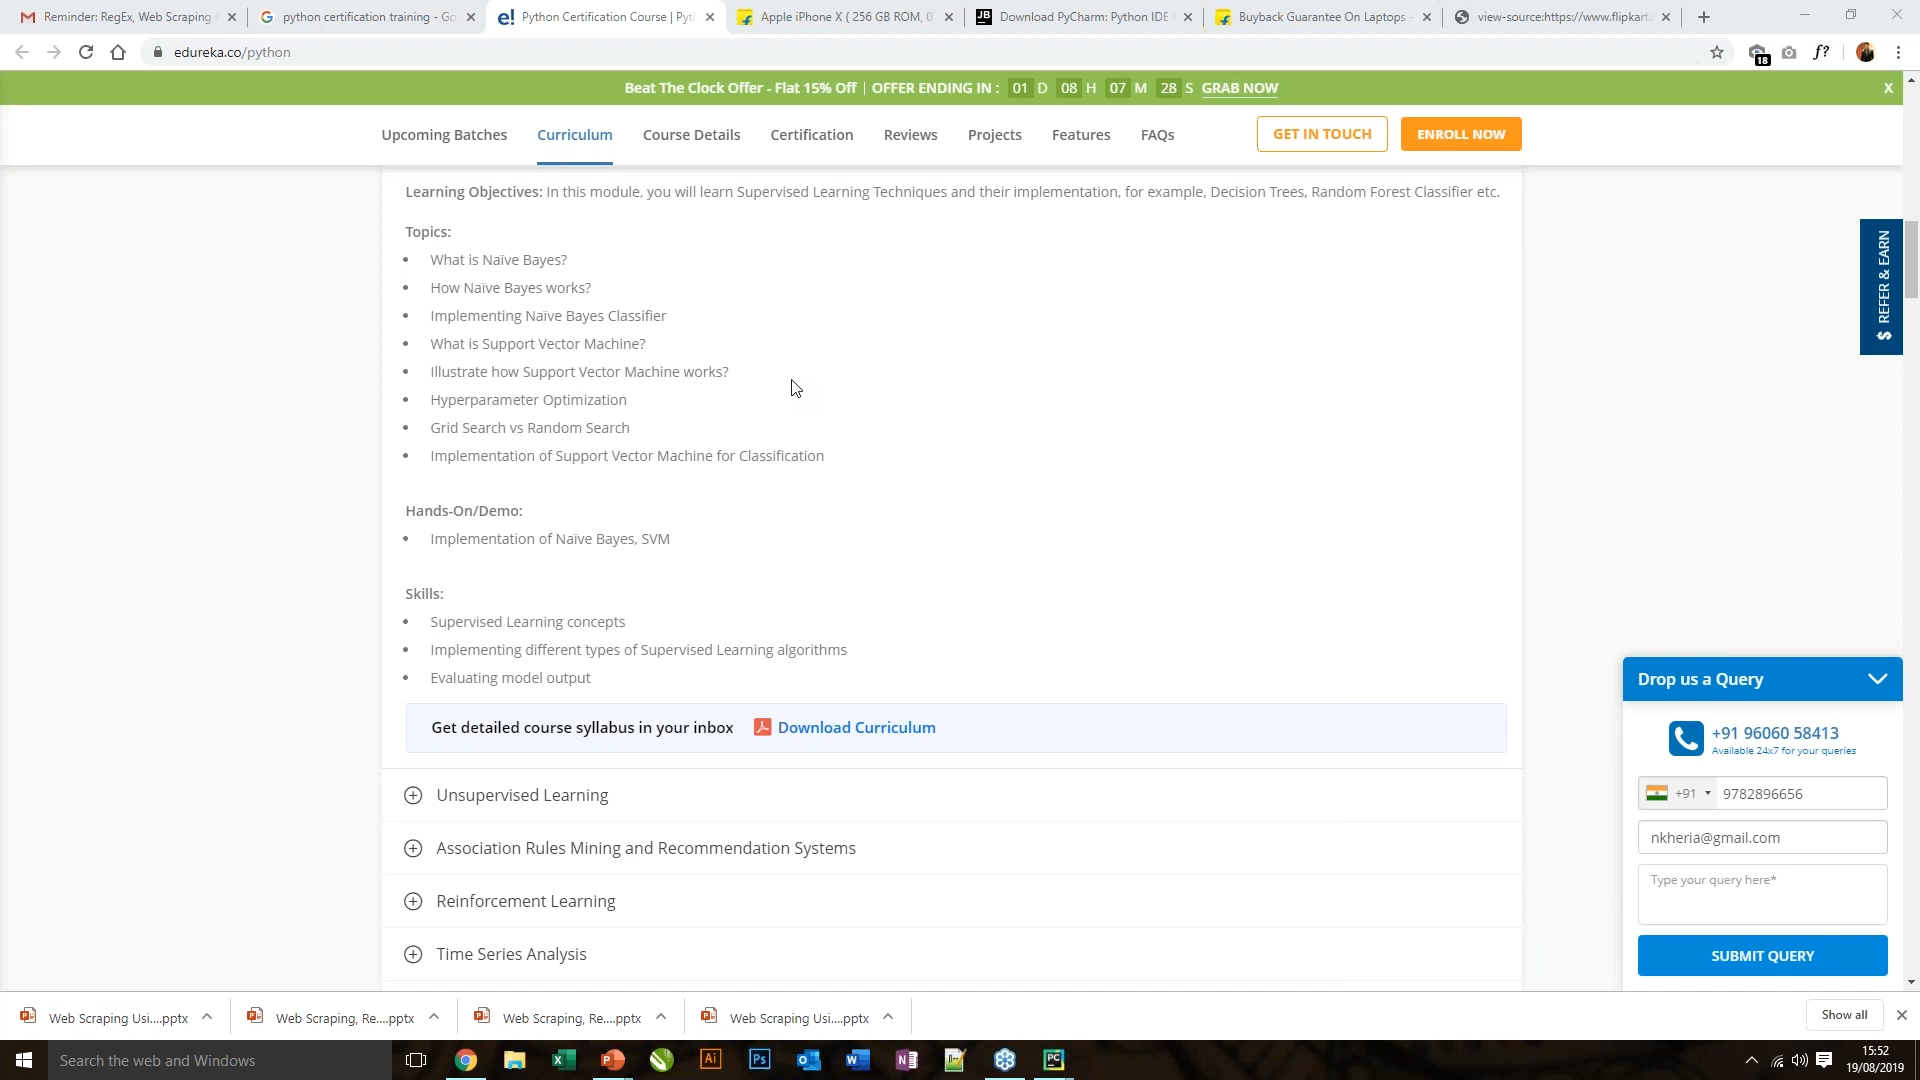 Reminder: RegEx, Web Scraping
python certification training - Go
Python Certification Course | Pyt
Apple iPhone X ( 256 GB ROM, 0
Download PyCharm: Python IDE
Buyback Guarantee On Laptops
view-source:https://www.flipkart.
edureka.co/python
18
f?
Beat The Clock Offer - Flat 15% Off | OFFER ENDING IN : 01 D 08 H 07 M 28 S GRAB NOW
X
Upcoming Batches Curriculum Course Details Certification Reviews Projects Features FAQs GET IN TOUCH ENROLL NOW
Learning Objectives: In this module, you will learn Supervised Learning Techniques and their implementation, for example, Decision Trees, Random Forest Classifier etc.
Topics:
• What is Naïve Bayes?
• How Naïve Bayes works?
• Implementing Naïve Bayes Classifier
• What is Support Vector Machine?
• Illustrate how Support Vector Machine works?
• Hyperparameter Optimization
• Grid Search vs Random Search
• Implementation of Support Vector Machine for Classification
Hands-On/Demo:
• Implementation of Naïve Bayes, SVM
Skills:
• Supervised Learning concepts
• Implementing different types of Supervised Learning algorithms
• Evaluating model output
Get detailed course syllabus in your inbox Download Curriculum
Unsupervised Learning
Association Rules Mining and Recommendation Systems
Reinforcement Learning
Time Series Analysis
$ REFER & EARN
Drop us a Query
+91 96060 58413
Available 24x7 for your queries
+91 9782896656
nkheria@gmail.com
Type your query here*
SUBMIT QUERY
Web Scraping Usi....pptx
Web Scraping, Re....pptx
Web Scraping, Re....pptx
Web Scraping Usi....pptx
Show all
Search the web and Windows
15:52
19/08/2019